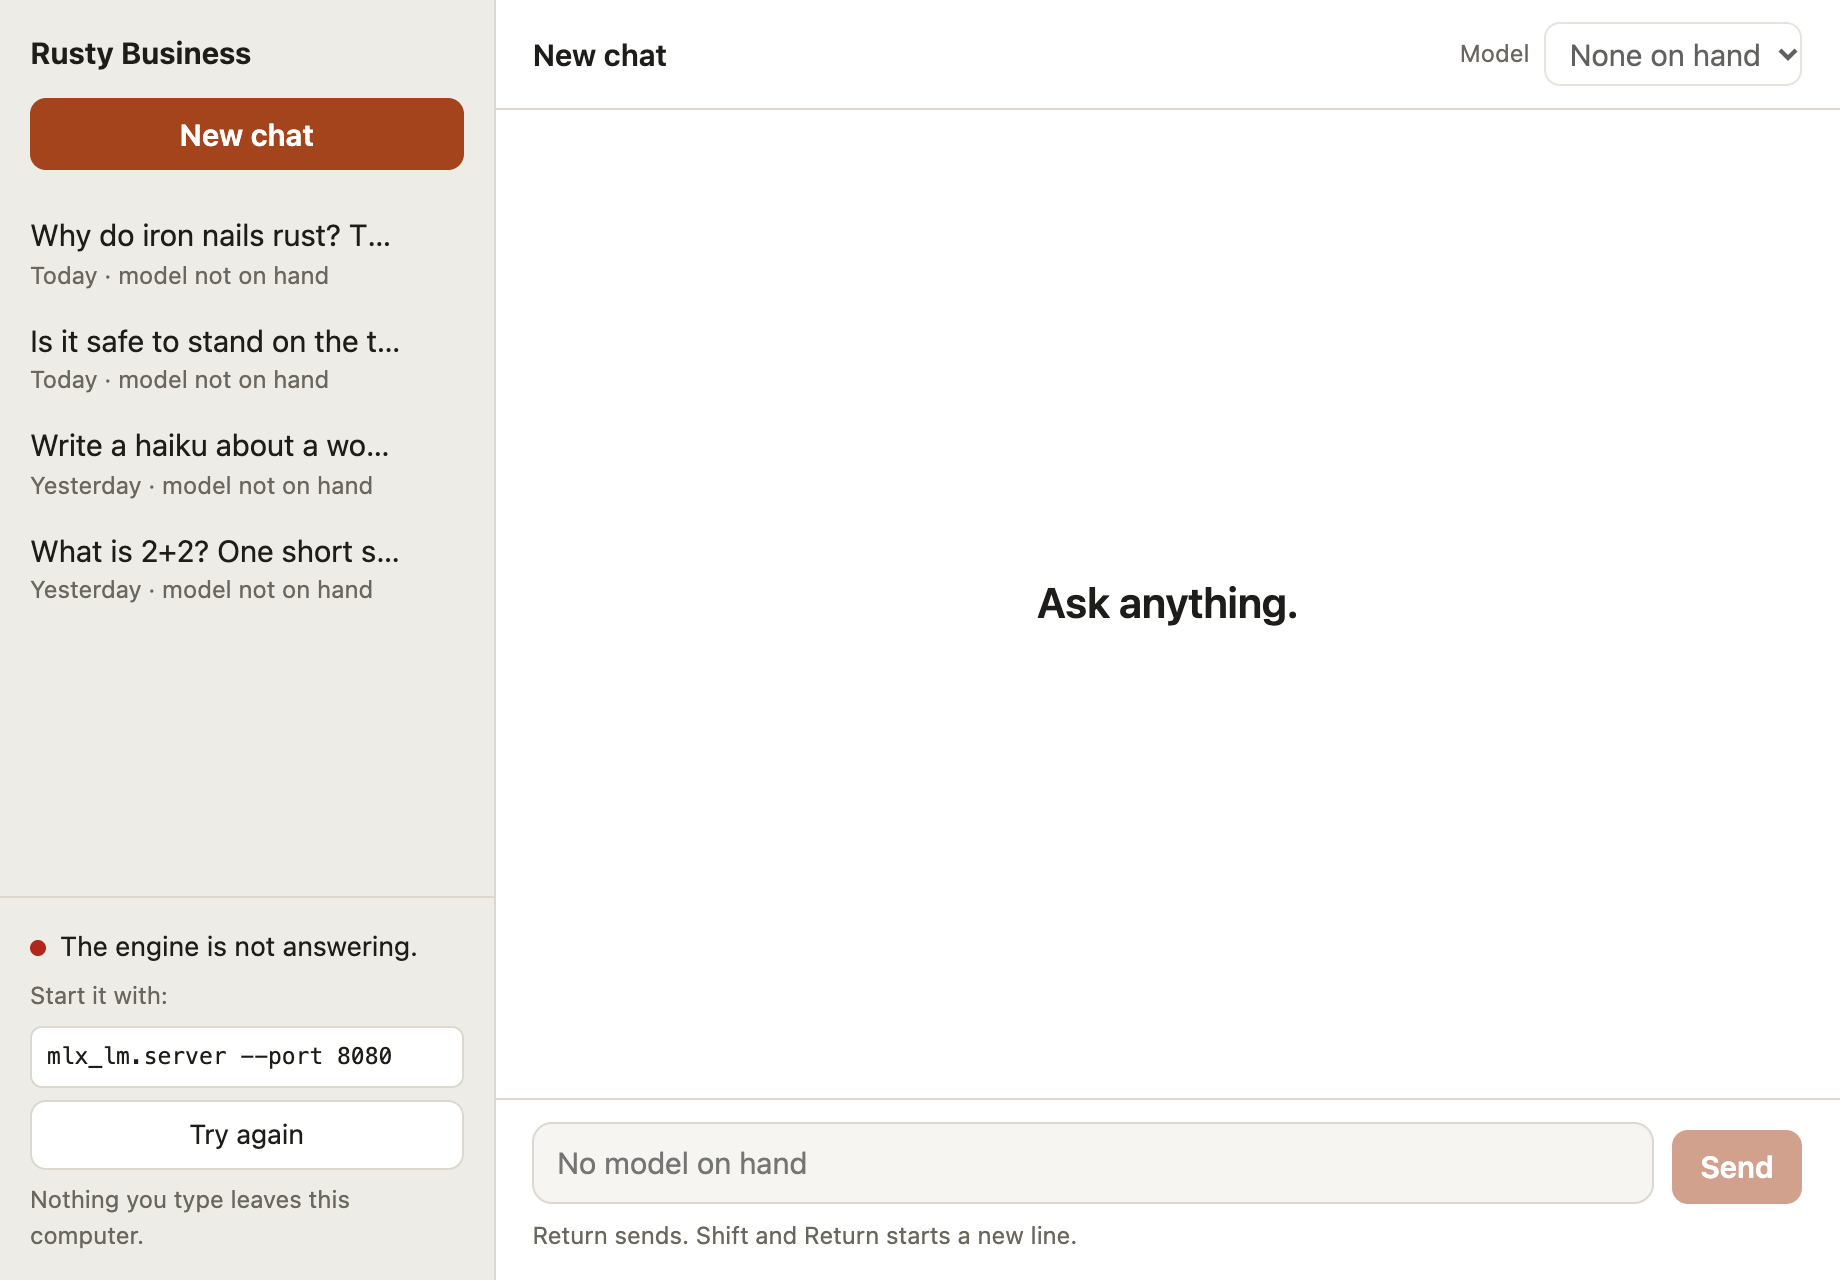 Rusty Business
New chat
Why do iron nails rust? T...
Today · model not on hand
Is it safe to stand on the t...
Today · model not on hand
Write a haiku about a wo...
Yesterday · model not on hand
What is 2+2? One short s...
Yesterday · model not on hand
The engine is not answering.
Start it with:
mlx_lm.server --port 8080
Try again
Nothing you type leaves this
computer.
New chat
Model
None on hand
Ask anything.
No model on hand
Send
Return sends. Shift and Return starts a new line.